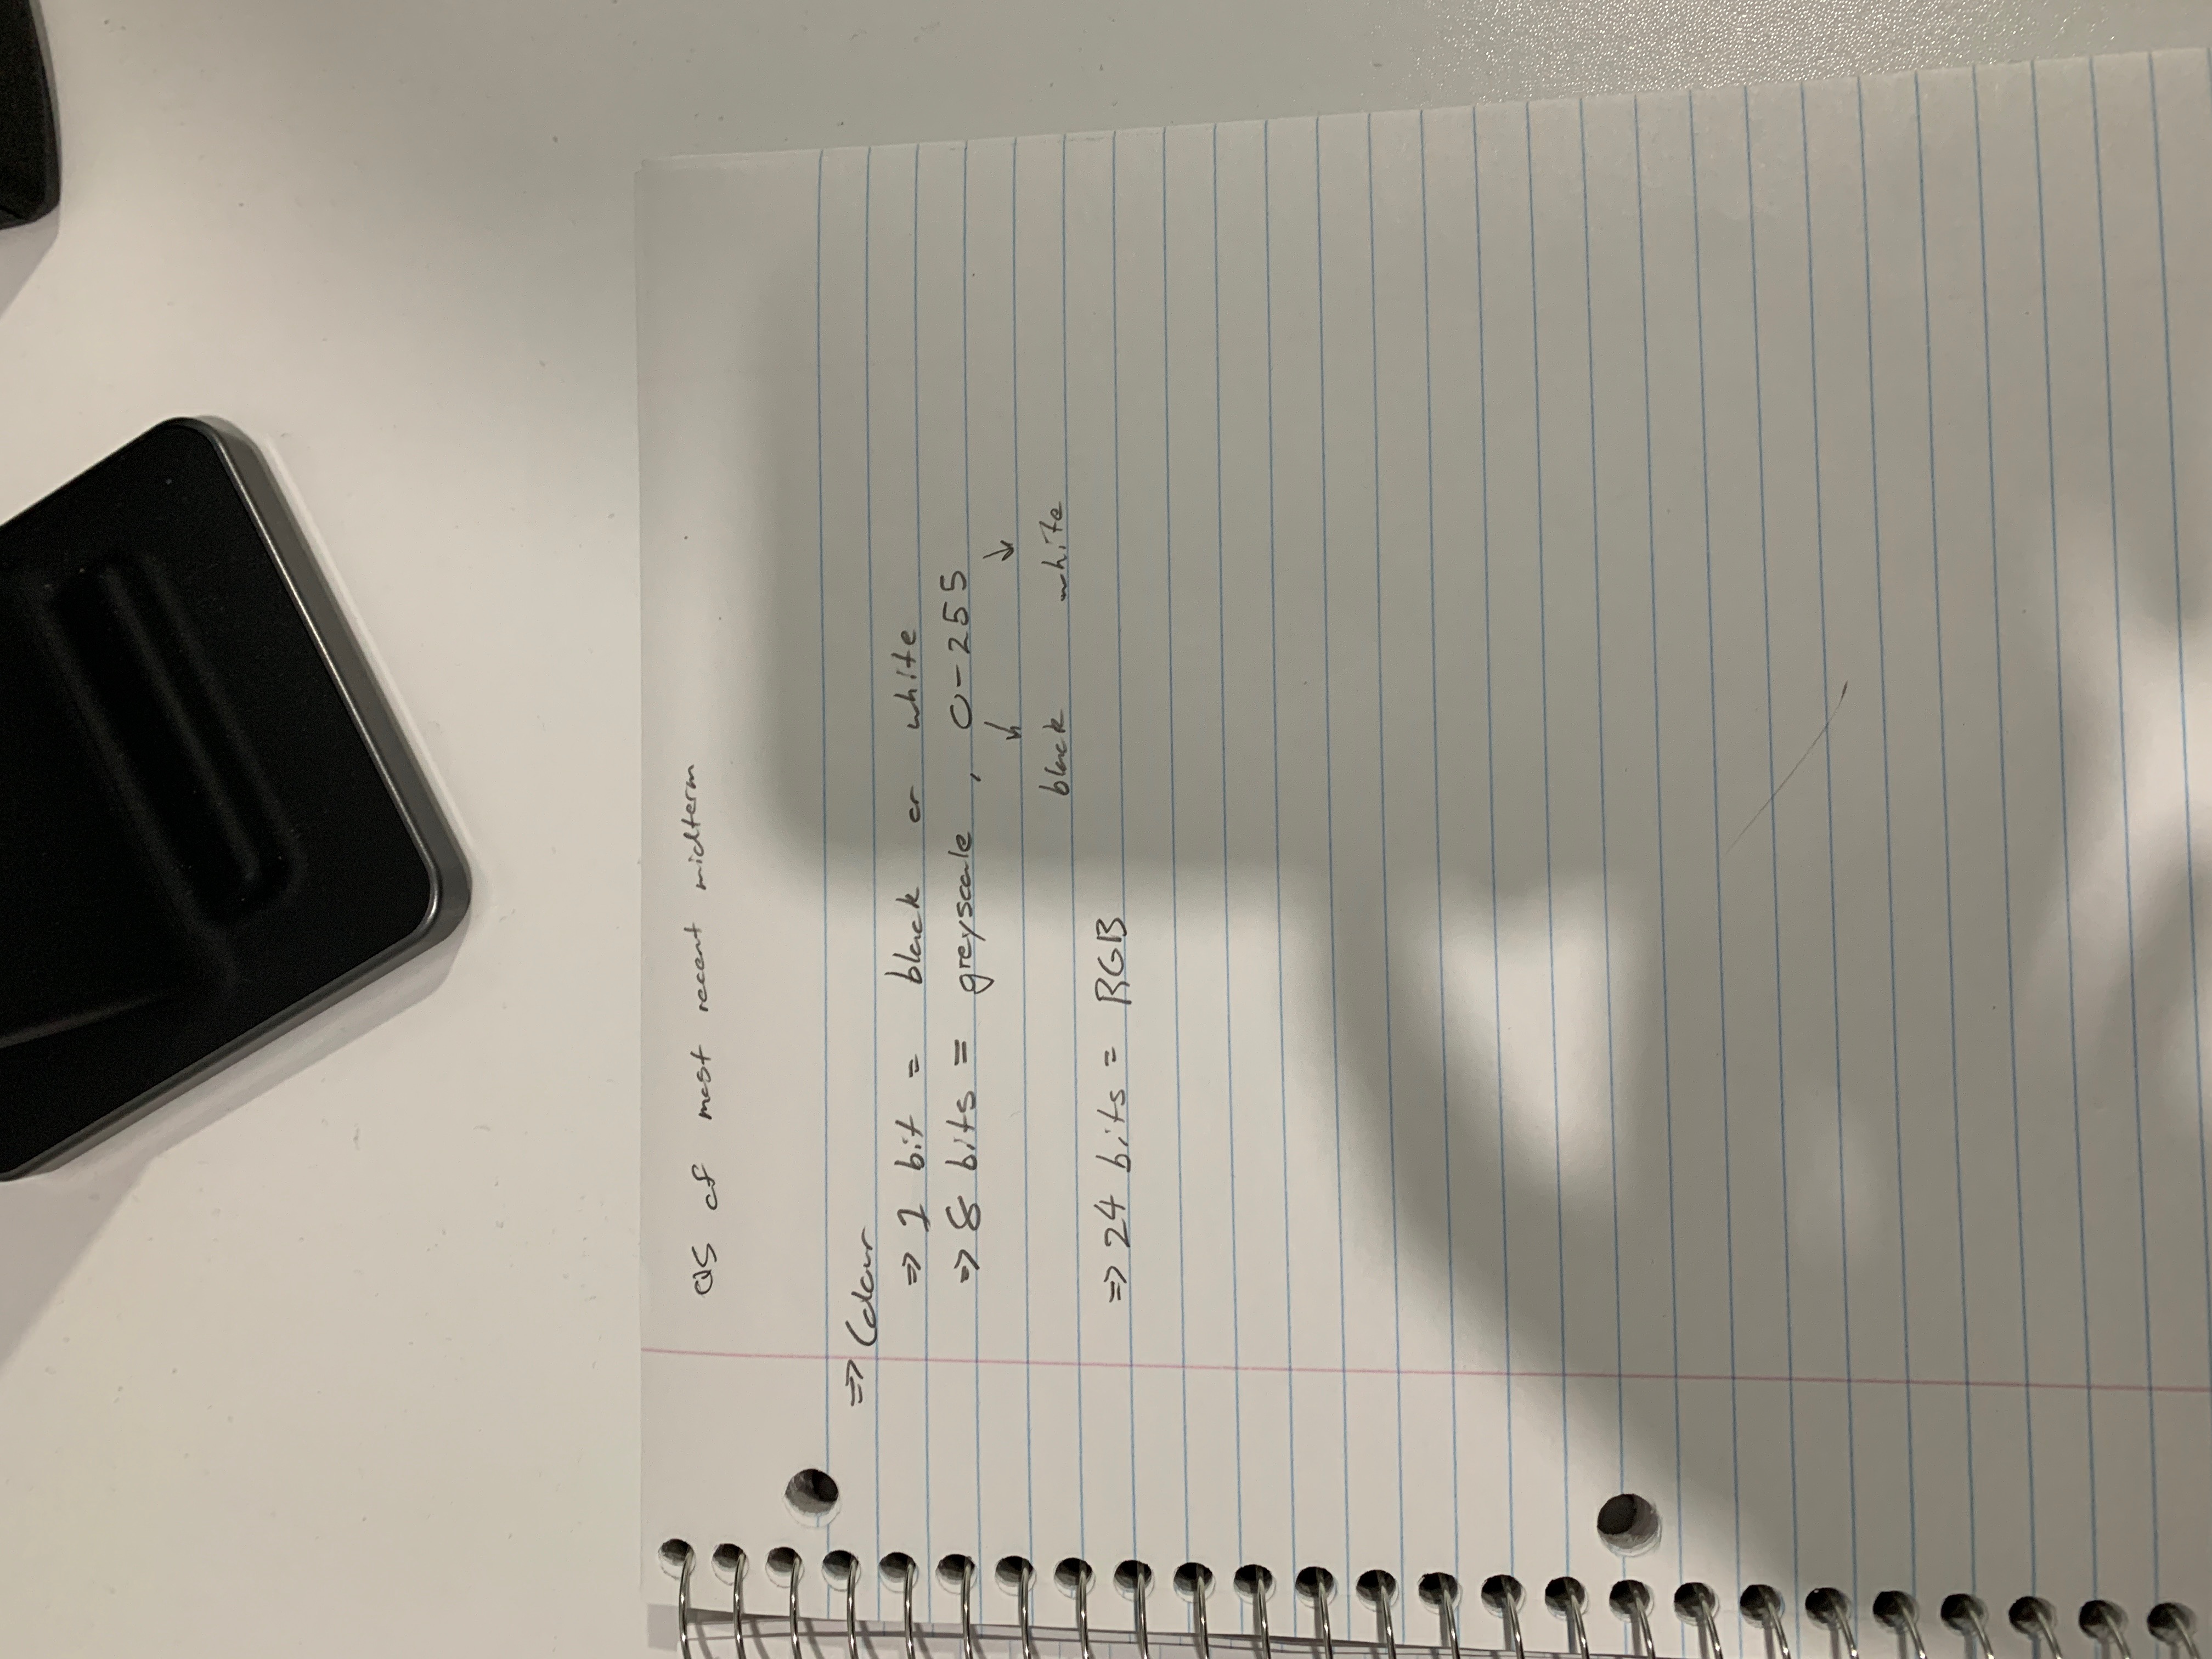 Q5 of most recent midterm
⇒ Colour
⇒ 1 bit = black or white
⇒ 8 bits = greyscale , 0-255
↓ ↓
black white
⇒ 24 bits = RGB